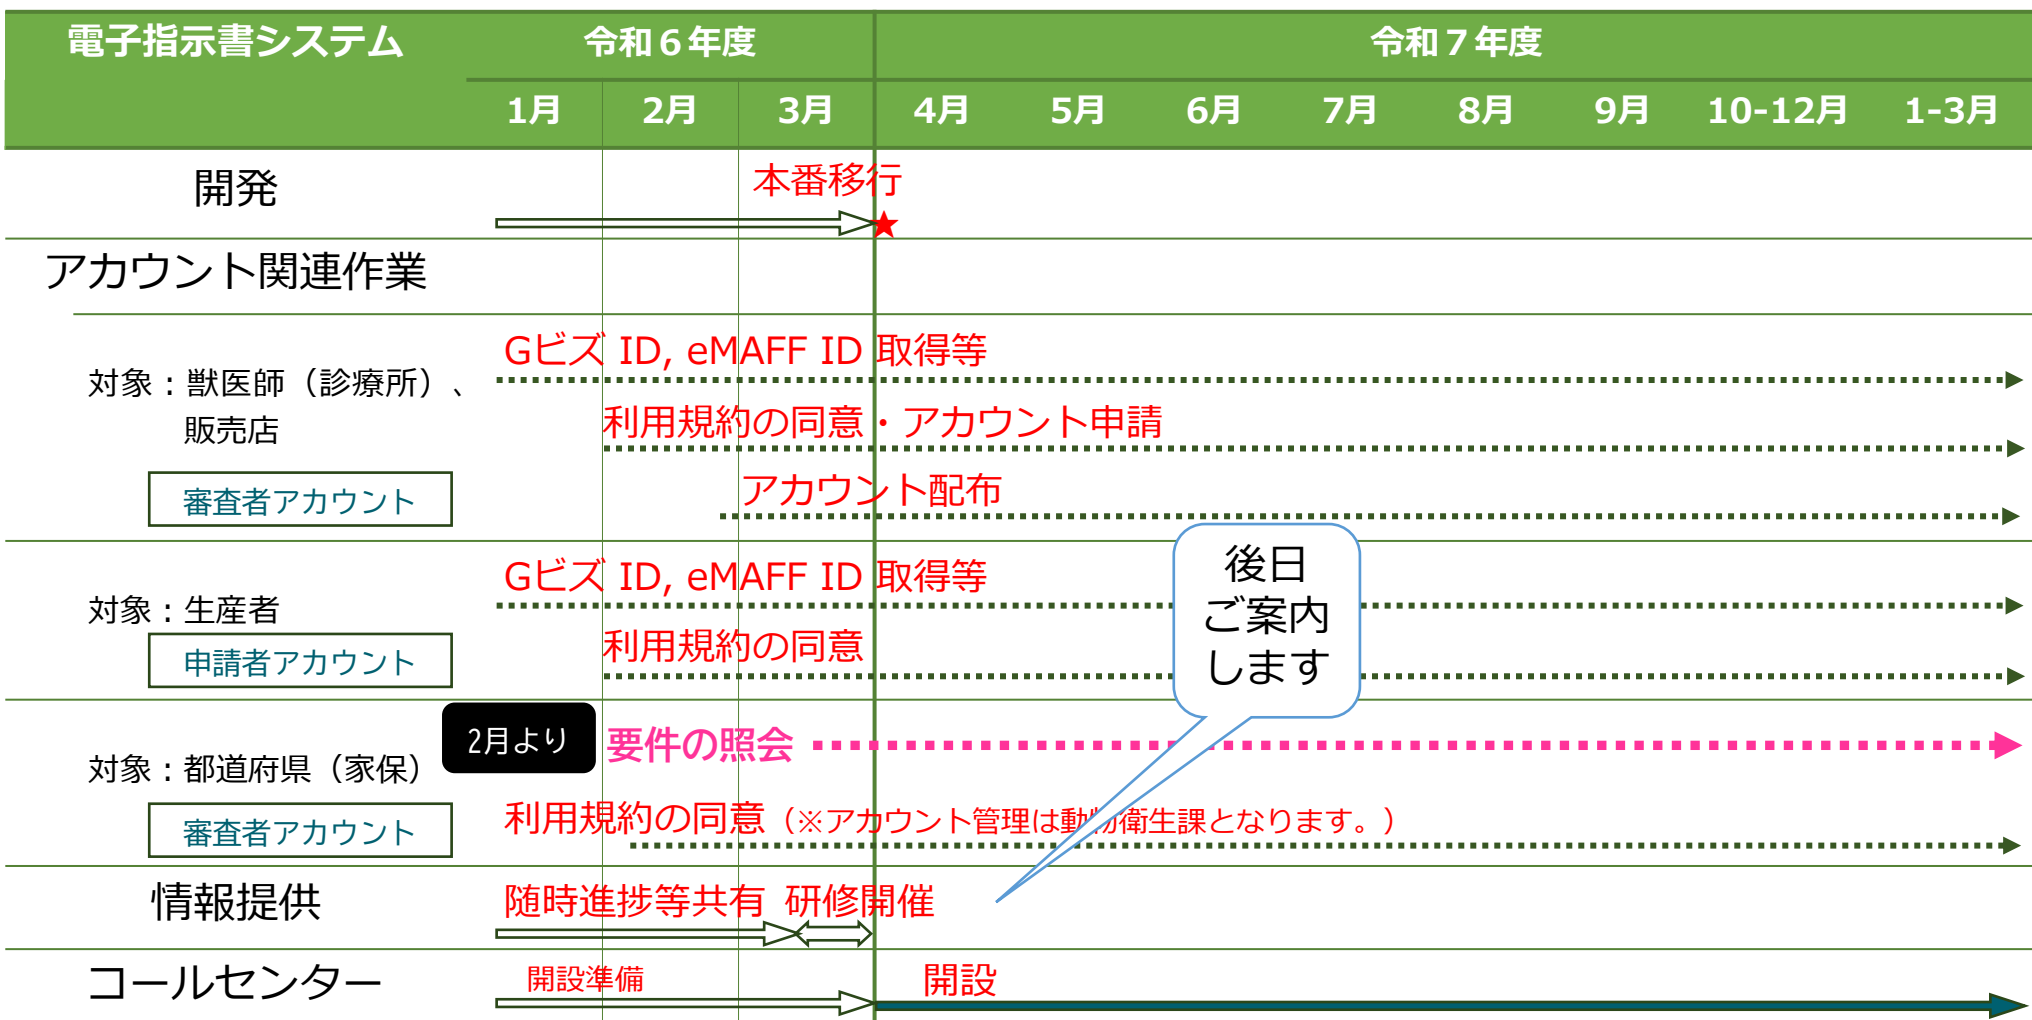 電子指示書システム
令和６年度
令和７年度
1月
2月
3月
4月
5月
6月
7月
8月
9月
10-12月
1-3月
開発
本番移行
アカウント関連作業
対象：獣医師（診療所）、
販売店
審査者アカウント
Gビズ ID, eMAFF ID 取得等
利用規約の同意・アカウント申請
アカウント配布
対象：生産者
申請者アカウント
Gビズ ID, eMAFF ID 取得等
利用規約の同意
後日
ご案内
します
対象：都道府県（家保）
審査者アカウント
2月より
要件の照会
利用規約の同意（※アカウント管理は動物衛生課となります。）
情報提供
随時進捗等共有
研修開催
コールセンター
開設準備
開設